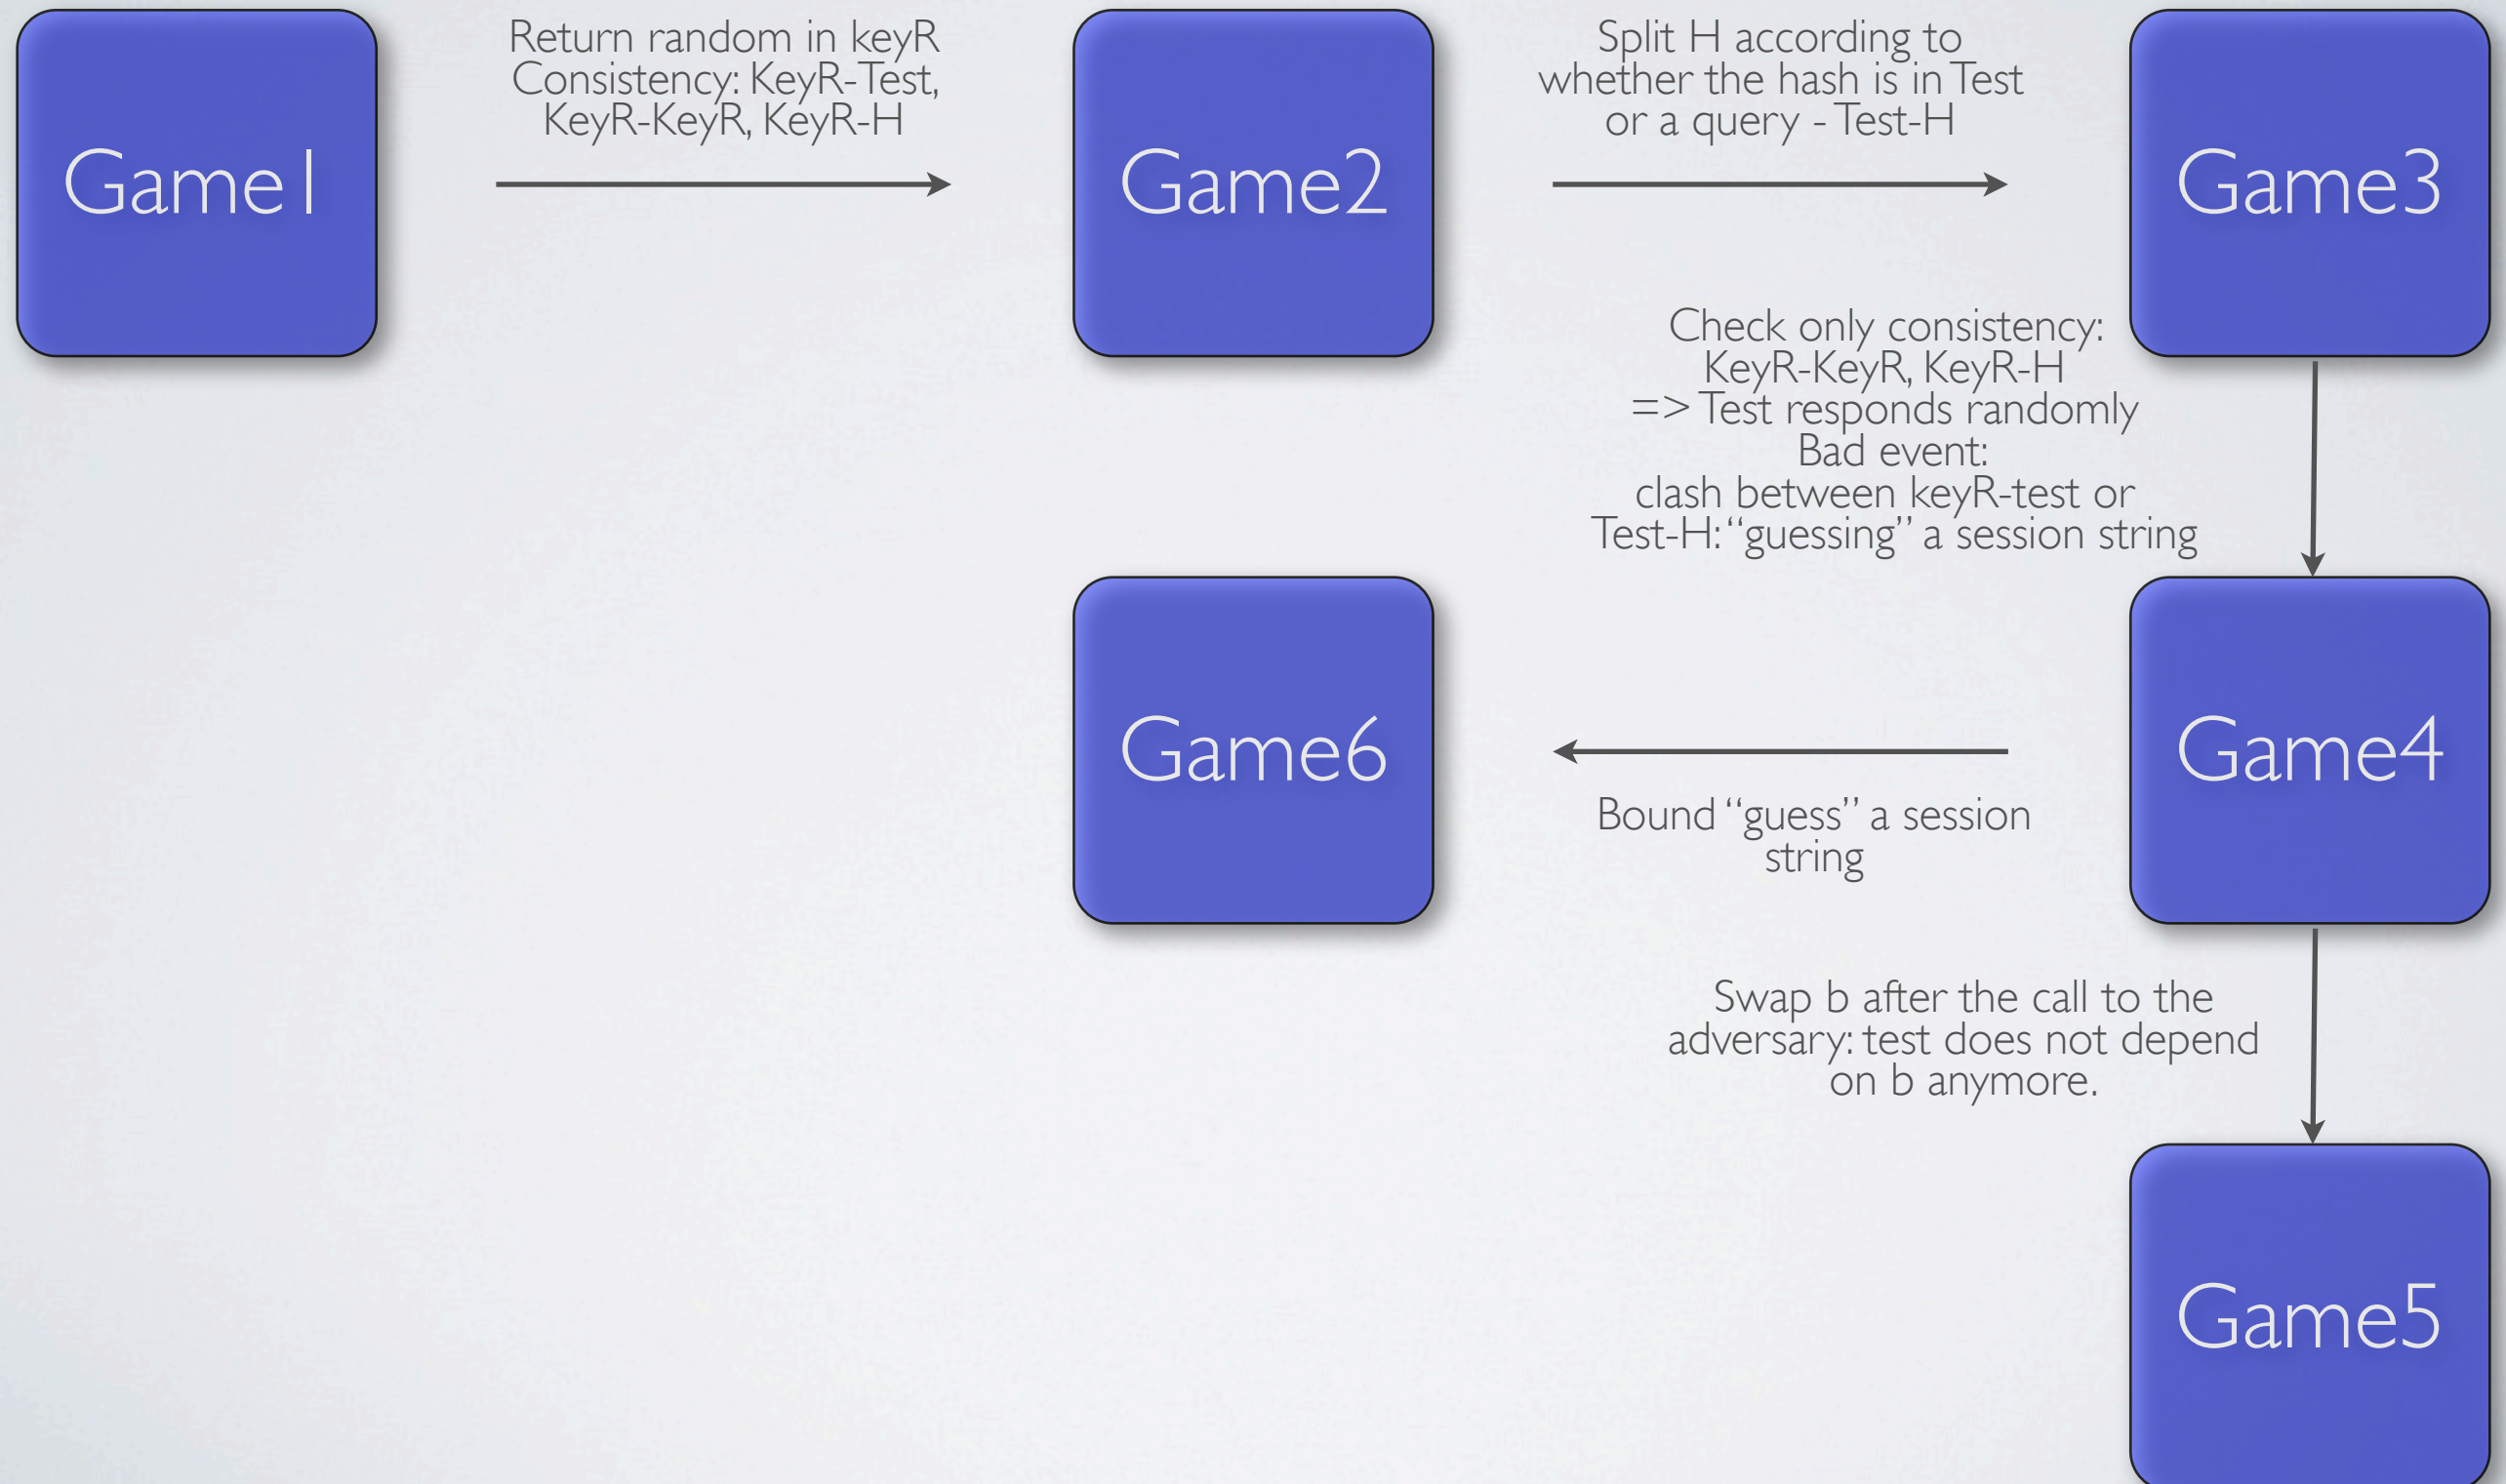 Game1
Return random in keyR
Consistency: KeyR-Test,
KeyR-KeyR, KeyR-H
Game2
Split H according to
whether the hash is in Test
or a query - Test-H
Game3
Check only consistency:
KeyR-KeyR, KeyR-H
=> Test responds randomly
Bad event:
clash between keyR-test or
Test-H: “guessing” a session string
Game6
Bound “guess” a session
string
Game4
Swap b after the call to the
adversary: test does not depend
on b anymore.
Game5